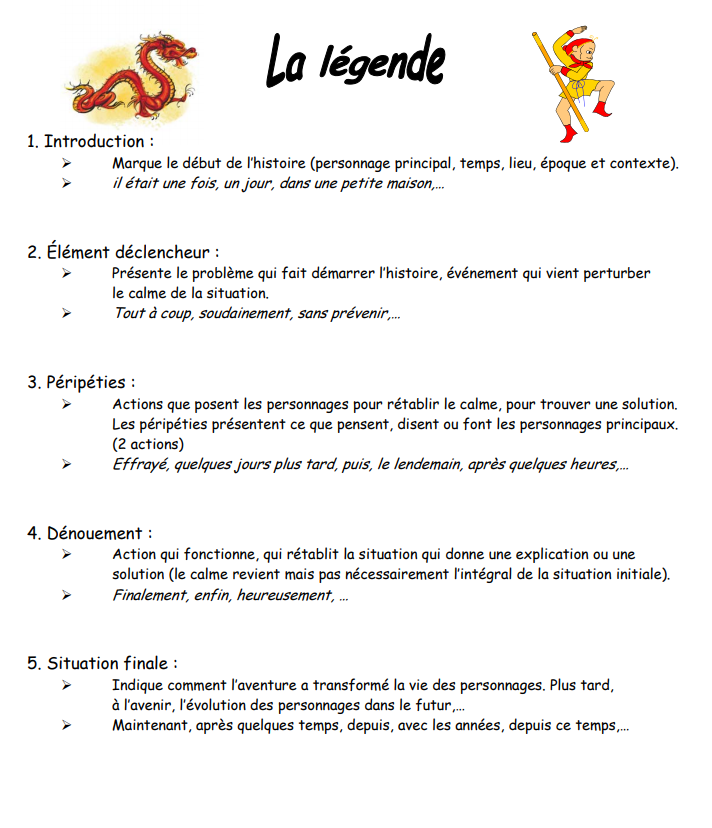 La légende
1. Introduction :
➢ Marque le début de l'histoire (personnage principal, temps, lieu, époque et contexte).
➢ il était une fois, un jour, dans une petite maison,…
2. Élément déclencheur :
➢ Présente le problème qui fait démarrer l'histoire, événement qui vient perturber
le calme de la situation.
➢ Tout à coup, soudainement, sans prévenir,…
3. Péripéties :
➢ Actions que posent les personnages pour rétablir le calme, pour trouver une solution.
Les péripéties présentent ce que pensent, disent ou font les personnages principaux.
(2 actions)
➢ Effrayé, quelques jours plus tard, puis, le lendemain, après quelques heures,…
4. Dénouement :
➢ Action qui fonctionne, qui rétablit la situation qui donne une explication ou une
solution (le calme revient mais pas nécessairement l'intégral de la situation initiale).
➢ Finalement, enfin, heureusement, …
5. Situation finale :
➢ Indique comment l'aventure a transformé la vie des personnages. Plus tard,
à l'avenir, l'évolution des personnages dans le futur,…
➢ Maintenant, après quelques temps, depuis, avec les années, depuis ce temps,…